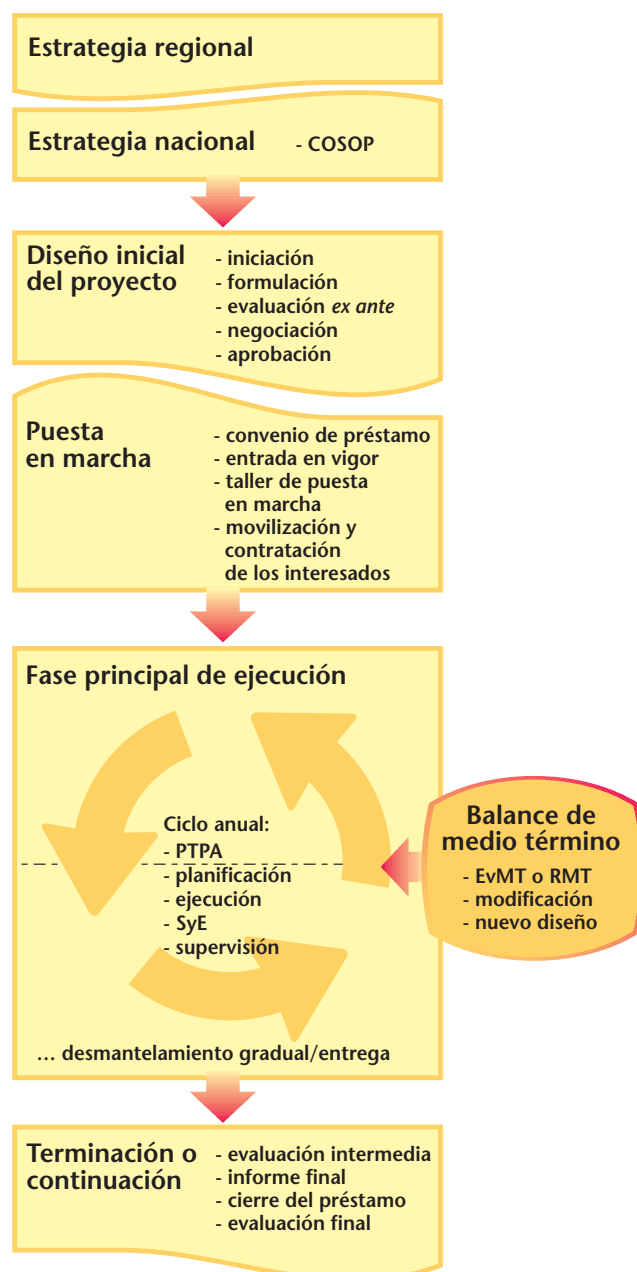 Estrategia regional
Estrategia nacional - COSOP
Diseño inicial
del proyecto
- iniciación
- formulación
- evaluación ex ante
- negociación
- aprobación
Puesta
en marcha
- convenio de préstamo
- entrada en vigor
- taller de puesta
en marcha
- movilización y
contratación
de los interesados
Fase principal de ejecución
Ciclo anual:
- PTPA
- planificación
- ejecución
- SyE
- supervisión
Balance de
medio término
- EvMT o RMT
- modificación
- nuevo diseño
... desmantelamiento gradual/entrega
Terminación o
continuación
- evaluación intermedia
- informe final
- cierre del préstamo
- evaluación final